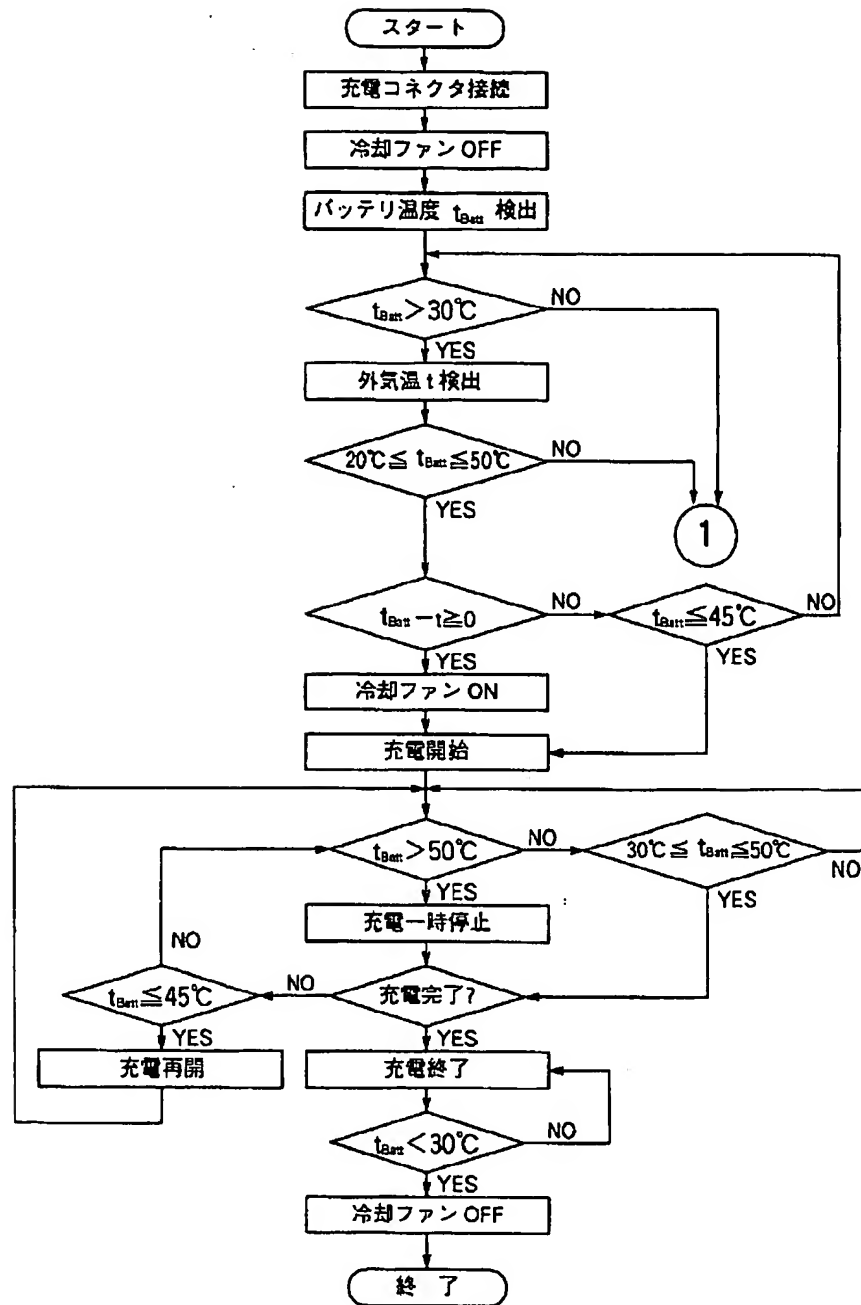 スタート
充電コネクタ接続
冷却ファン OFF
バッテリ温度 tBatt 検出
tBatt＞30℃
NO
YES
外気温 t 検出
20℃≦ tBatt≦50℃
NO
YES
1
tBatt－t≧0
NO
tBatt≦45℃
NO
YES
YES
冷却ファン ON
充電開始
tBatt＞50℃
NO
30℃≦ tBatt≦50℃
NO
YES
YES
充電一時停止
NO
tBatt≦45℃
NO
充電完了?
YES
YES
充電再開
充電終了
tBatt＜30℃
NO
YES
冷却ファン OFF
終 了